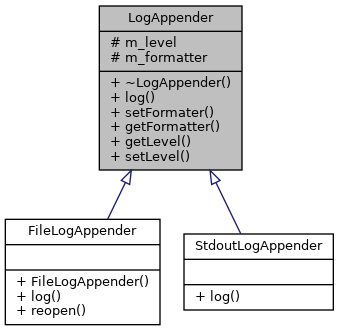 LogAppender
# m_level
# m_formatter
+ ~LogAppender()
+ log()
+ setFormater()
+ getFormatter()
+ getLevel()
+ setLevel()
FileLogAppender
+ FileLogAppender()
+ log()
+ reopen()
StdoutLogAppender
+ log()